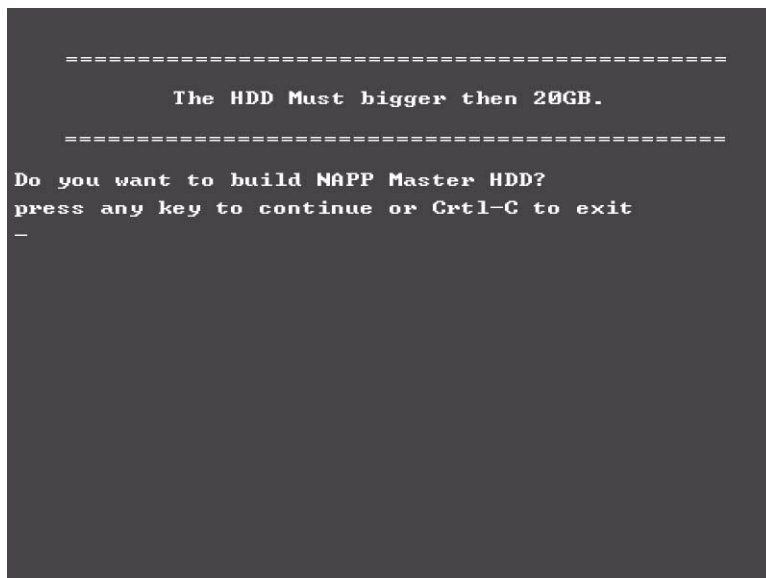 ==============================================
The HDD Must bigger then 20GB.
==============================================
Do you want to build NAPP Master HDD?
press any key to continue or Crtl-C to exit
_